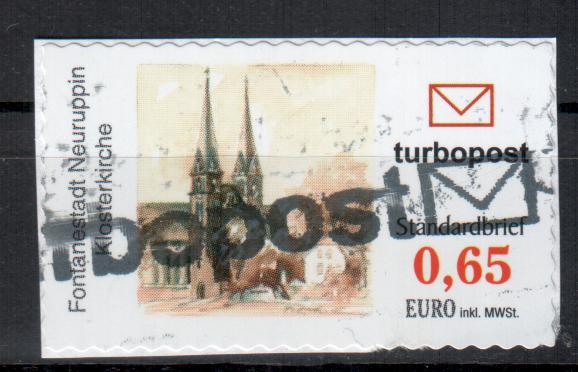 Fontanestadt Neuruppin
Klosterkirche
turbopost
Standardbrief
0,65
EURO inkl. MWSt.